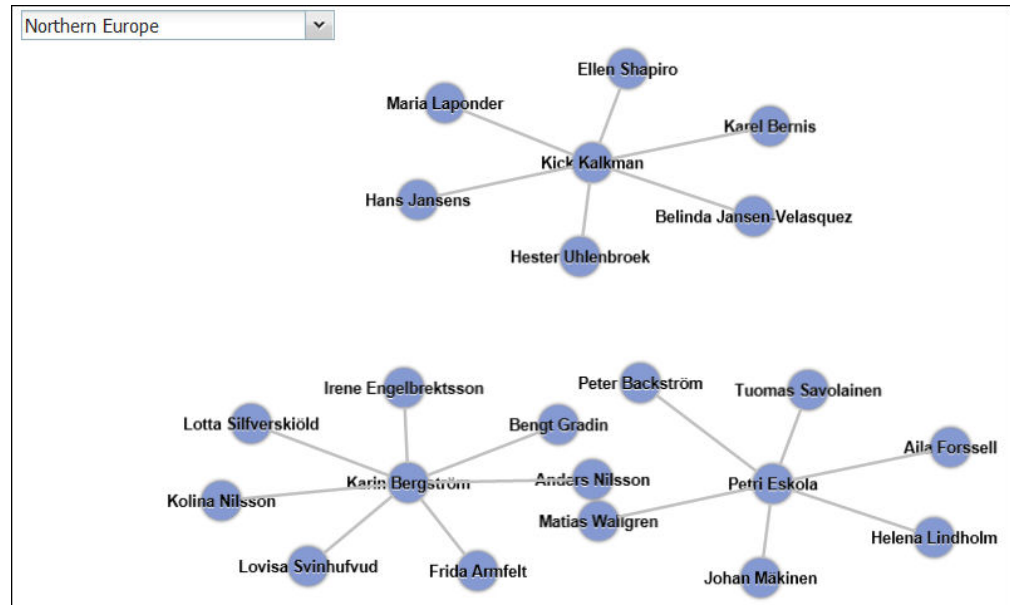 Northern Europe
Ellen Shapiro
Maria Laponder
Karel Bernis
Kick Kalkman
Hans Jansens
Belinda Jansen-Velasquez
Hester Uhlenbroek
Irene Engelbrektsson
Peter Backström
Tuomas Savolainen
Lotta Silfverskiöld
Bengt Gradin
Aila Forssell
Karin Bergström
Anders Nilsson
Petri Eskola
Kolina Nilsson
Matias Wallgren
Helena Lindholm
Lovisa Svinhufvud
Frida Armfelt
Johan Mäkinen